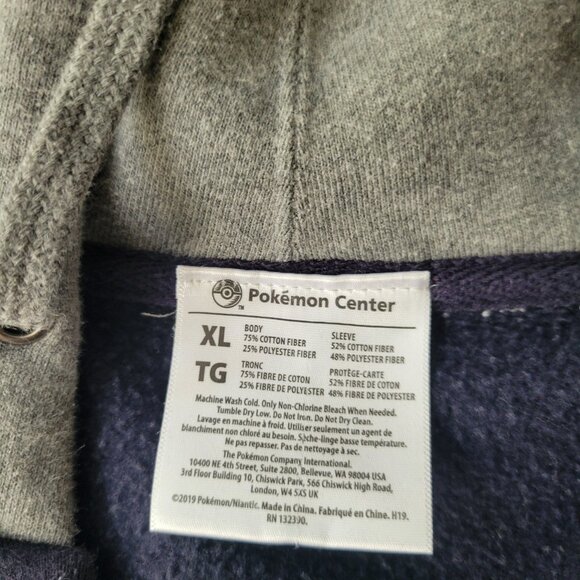 Pokémon Center
TM
XL
BODY
75% COTTON FIBER
25% POLYESTER FIBER
SLEEVE
52% COTTON FIBER
48% POLYESTER FIBER
TG
TRONC
75% FIBRE DE COTON
25% FIBRE DE POLYESTER
PROTÈGE-CARTE
52% FIBRE DE COTON
48% FIBRE DE POLYESTER
Machine Wash Cold. Only Non-Chlorine Bleach When Needed.
Tumble Dry Low. Do Not Iron. Do Not Dry Clean.
Lavage en machine à froid. Utiliser seulement un agent de
blanchiment non chloré au besoin. Sèche-linge basse température.
Ne pas repasser. Pas de nettoyage à sec.
The Pokémon Company International.
10400 NE 4th Street, Suite 2800, Bellevue, WA 98004 USA
3rd Floor Building 10, Chiswick Park, 566 Chiswick High Road,
London, W4 5XS UK
©2019 Pokémon/Niantic. Made in China. Fabriqué en Chine. H19.
RN 132390.